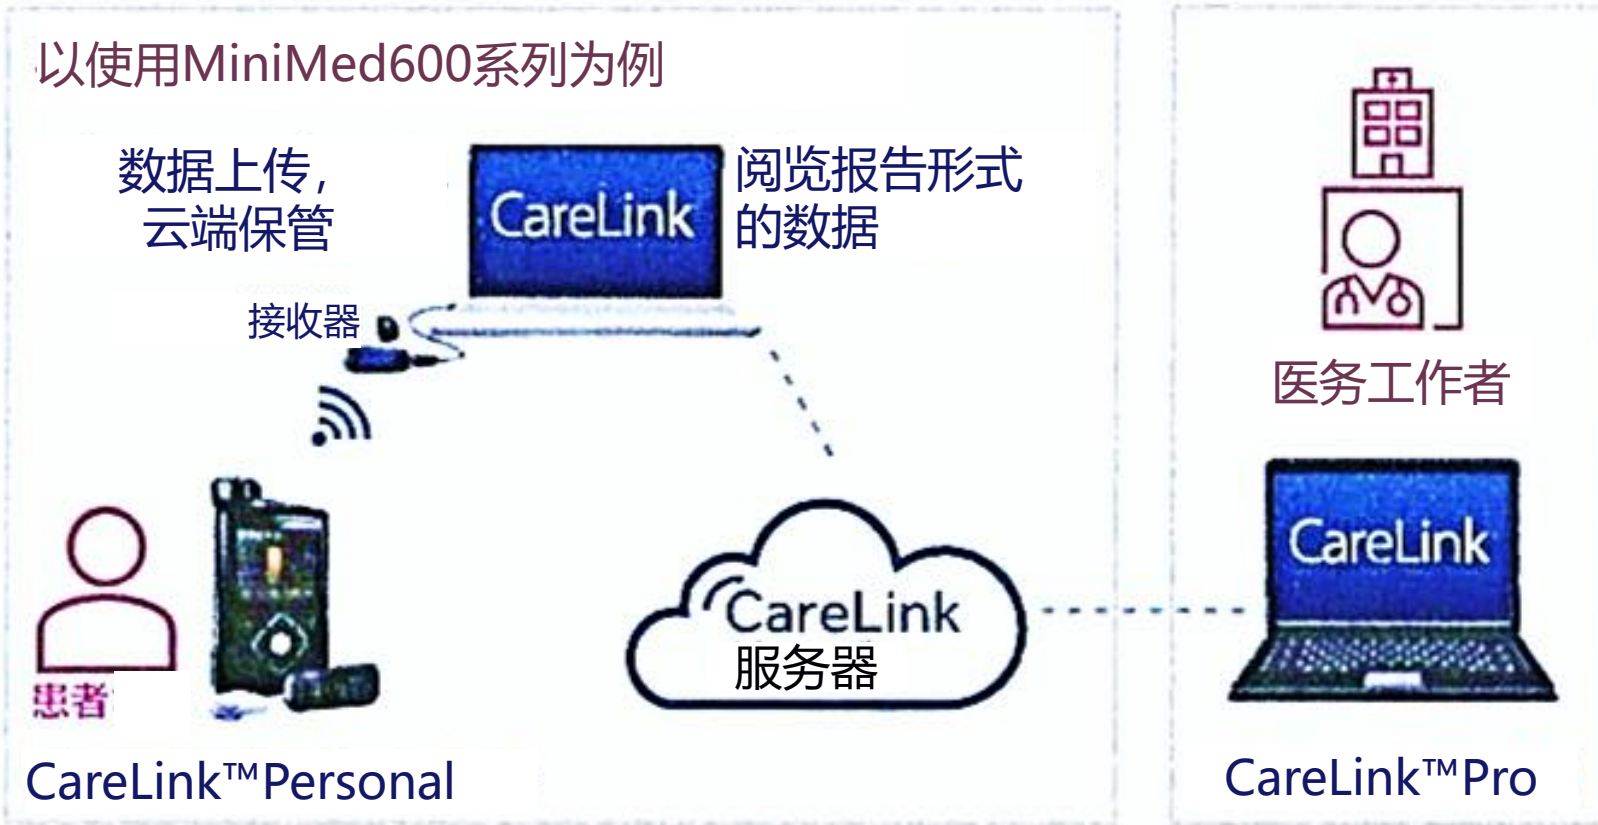 以使用MiniMed600系列为例
数据上传,
云端保管
CareLink
阅览报告形式
的数据
接收器
患者
CareLink
服务器
CareLink™Personal
医务工作者
CareLink
CareLink™Pro